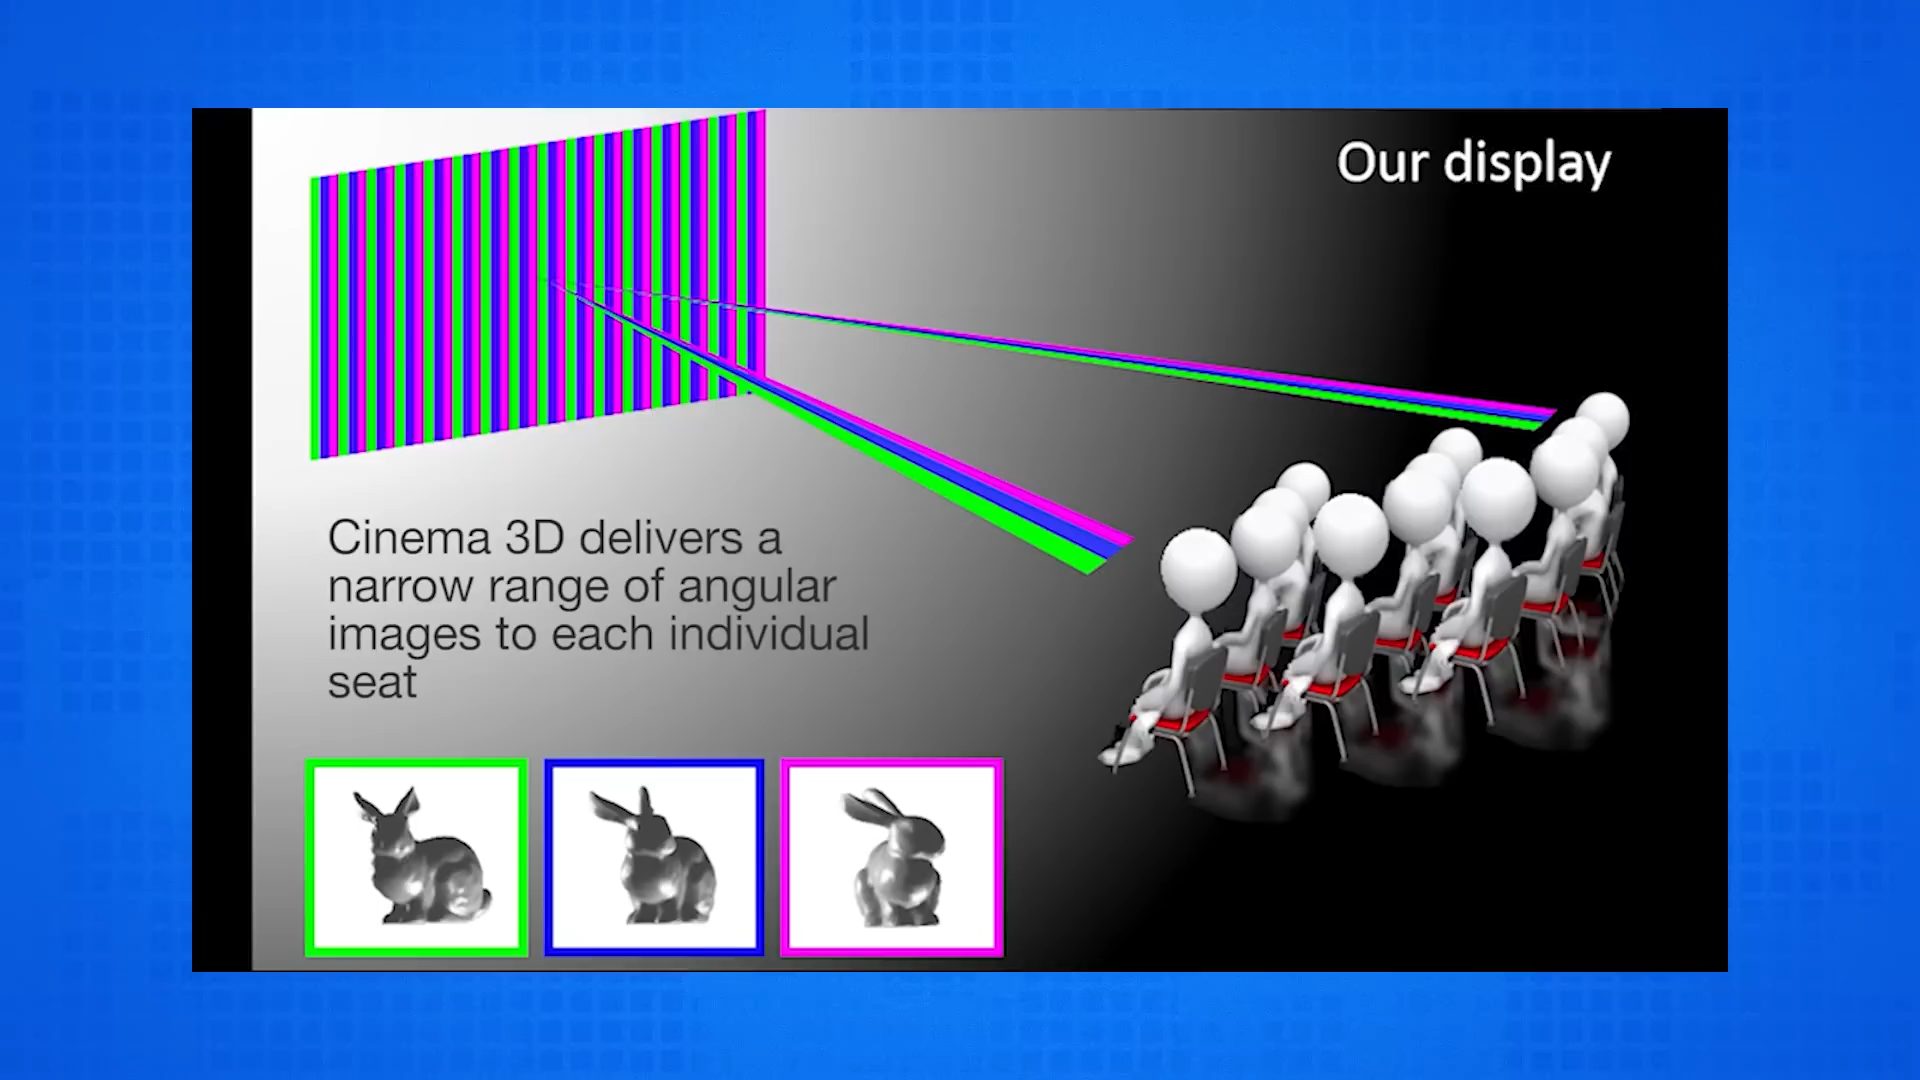 Our display
Cinema 3D delivers a
narrow range of angular
images to each individual
seat